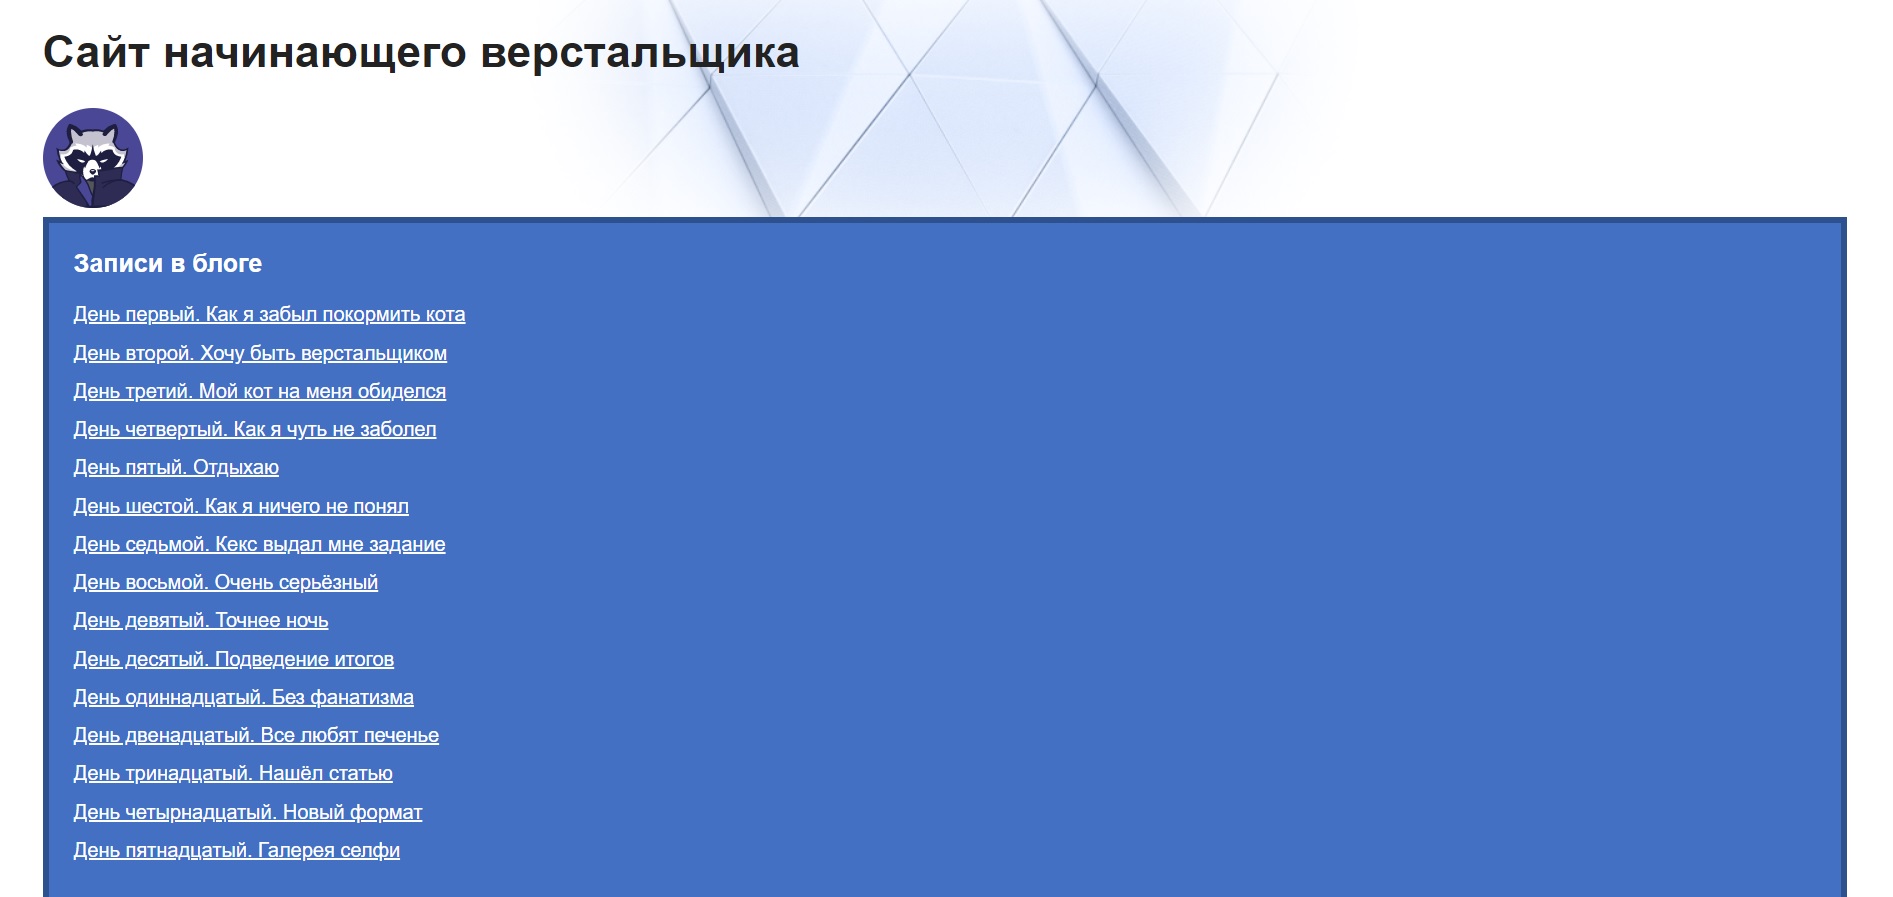 Сайт начинающего верстальщика
Записи в блоге
День первый. Как я забыл покормить кота
День второй. Хочу быть верстальщиком
День третий. Мой кот на меня обиделся
День четвертый. Как я чуть не заболел
День пятый. Отдыхаю
День шестой. Как я ничего не понял
День седьмой. Кекс выдал мне задание
День восьмой. Очень серьёзный
День девятый. Точнее ночь
День десятый. Подведение итогов
День одиннадцатый. Без фанатизма
День двенадцатый. Все любят печенье
День тринадцатый. Нашёл статью
День четырнадцатый. Новый формат
День пятнадцатый. Галерея селфи